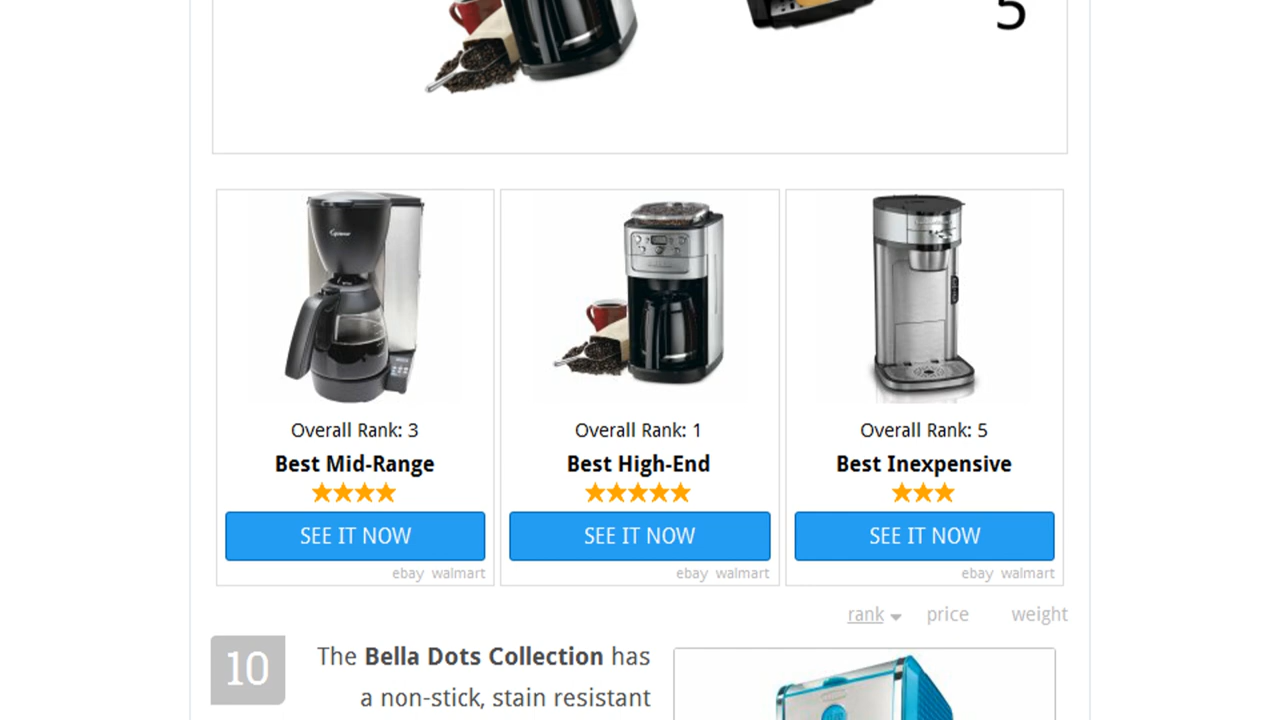 5
Overall Rank: 3
Best Mid-Range
SEE IT NOW
ebay walmart
Overall Rank: 1
Best High-End
SEE IT NOW
ebay walmart
Overall Rank: 5
Best Inexpensive
SEE IT NOW
ebay walmart
rank price weight
10
The Bella Dots Collection has
a non-stick, stain resistant